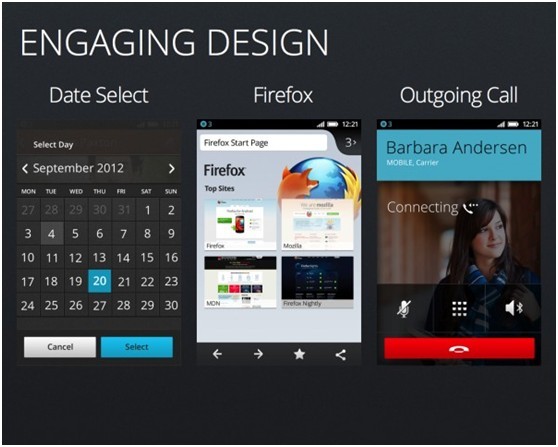 ENGAGING DESIGN
Date Select
Select Day
September 2012
MON TUE WED THU FRI SAT SUN
27 28 29 30 31 1 2
3 4 5 6 7 8 9
10 11 12 13 14 15 16
17 18 19 20 21 22 23
24 25 26 27 28 29 30
Cancel Select
Firefox
3 12:21
Firefox Start Page 3
Firefox
Top Sites
Firefox Mozilla
MDN Firefox Nightly
Outgoing Call
3 12:21
Barbara Andersen
MOBILE, Carrier
Connecting